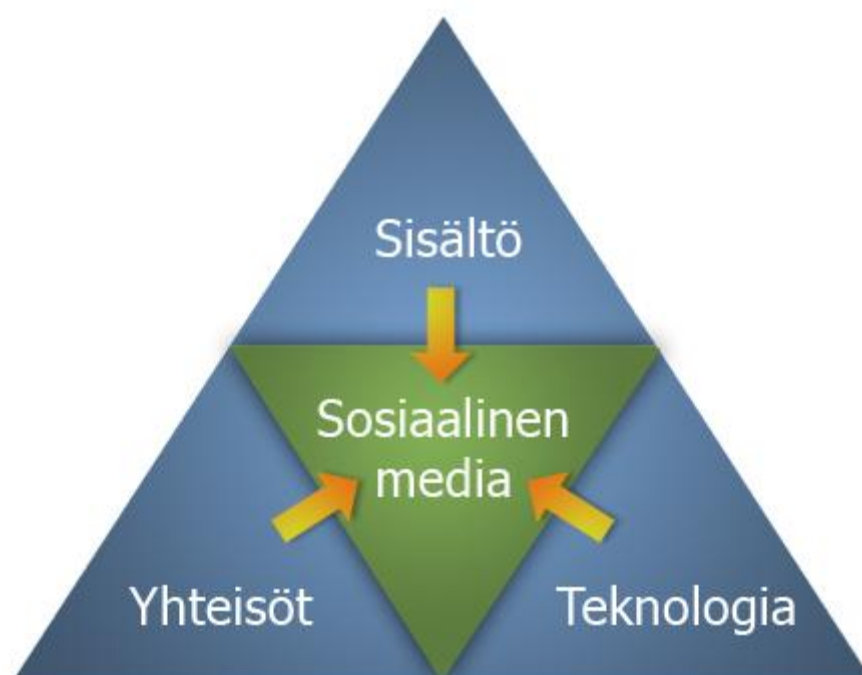 Sisältö
Sosiaalinen
media
Yhteisöt
Teknologia